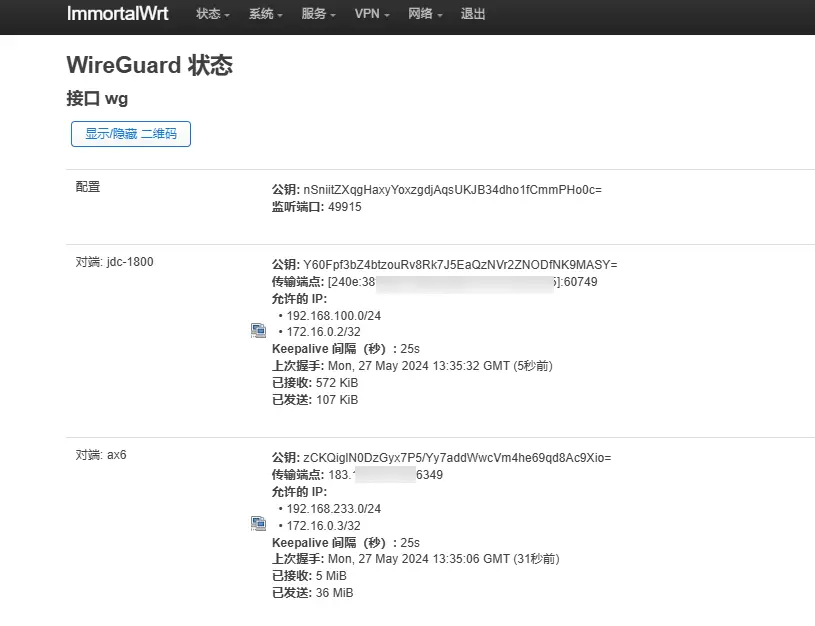 ImmortalWrt 状态 系统 服务 VPN 网络 退出
WireGuard 状态
接口 wg
显示/隐藏 二维码
配置
公钥: nSniitZXqgHaxyYoxzgdjAqsUKJB34dho1fCmmPHo0c=
监听端口: 49915
对端: jdc-1800
公钥: Y60Fpf3bZ4btzouRv8Rk7J5EaQzNVr2ZNODfNK9MASY=
传输端点: [240e:38 ]:60749
允许的 IP:
• 192.168.100.0/24
• 172.16.0.2/32
Keepalive 间隔（秒）: 25s
上次握手: Mon, 27 May 2024 13:35:32 GMT (5秒前)
已接收: 572 KiB
已发送: 107 KiB
对端: ax6
公钥: zCKQiglN0DzGyx7P5/Yy7addWwcVm4he69qd8Ac9Xio=
传输端点: 183. 6349
允许的 IP:
• 192.168.233.0/24
• 172.16.0.3/32
Keepalive 间隔（秒）: 25s
上次握手: Mon, 27 May 2024 13:35:06 GMT (31秒前)
已接收: 5 MiB
已发送: 36 MiB